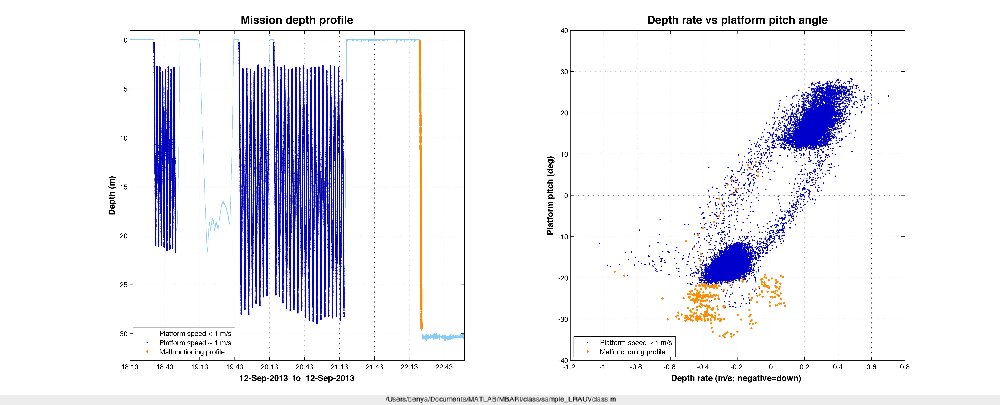 Mission depth profile
Depth (m)
0
5
10
15
20
25
30
Platform speed < 1 m/s
Platform speed ~ 1 m/s
Malfunctioning profile
18:13 18:43 19:13 19:43 20:13 20:43 21:13 21:43 22:13 22:43
12-Sep-2013 to 12-Sep-2013
Depth rate vs platform pitch angle
Platform pitch (deg)
40
30
20
10
0
-10
-20
-30
-40
Platform speed ~ 1 m/s
Malfunctioning profile
-1.2 -1 -0.8 -0.6 -0.4 -0.2 0 0.2 0.4 0.6 0.8
Depth rate (m/s; negative=down)
/Users/benya/Documents/MATLAB/MBARI/class/sample_LRAUVclass.m